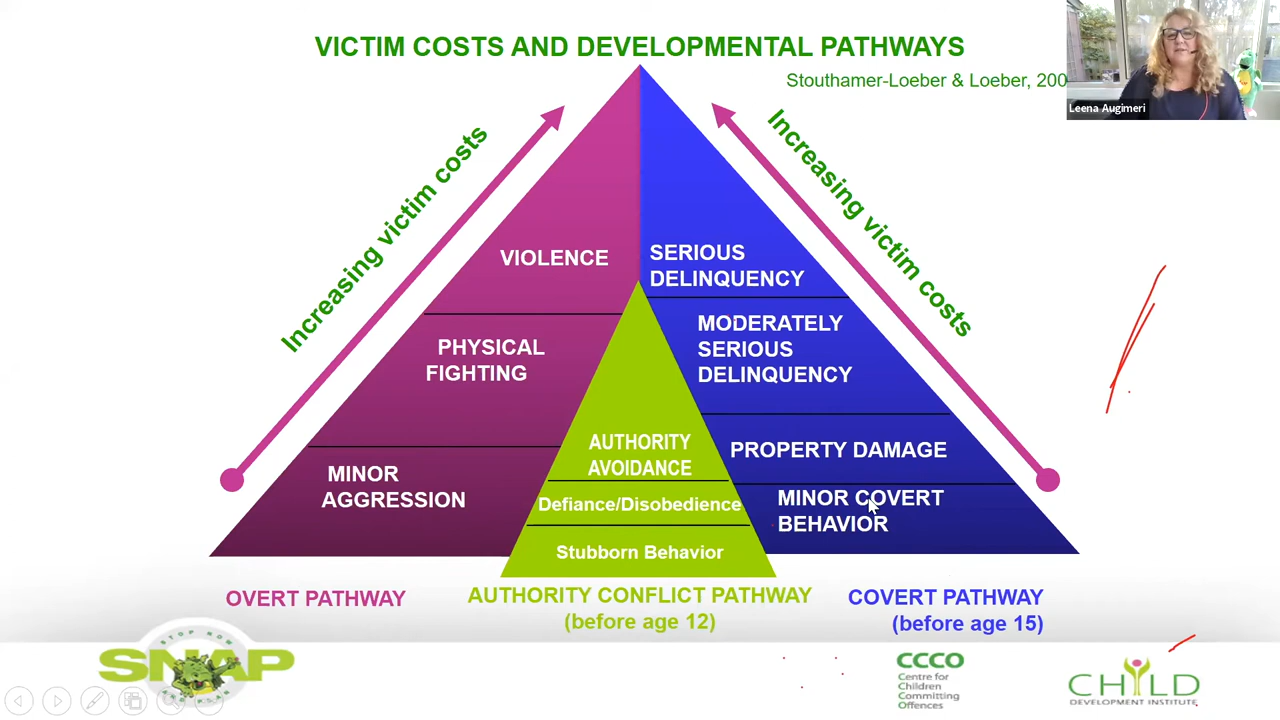 VICTIM COSTS AND DEVELOPMENTAL PATHWAYS
Stouthamer-Loeber & Loeber, 200
Leena Augimeri
Increasing victim costs
Increasing victim costs
VIOLENCE
SERIOUS
DELINQUENCY
PHYSICAL
FIGHTING
MODERATELY
SERIOUS
DELINQUENCY
AUTHORITY
AVOIDANCE
PROPERTY DAMAGE
MINOR
AGGRESSION
Defiance/Disobedience
MINOR COVERT
BEHAVIOR
Stubborn Behavior
OVERT PATHWAY
AUTHORITY CONFLICT PATHWAY
(before age 12)
COVERT PATHWAY
(before age 15)
STOP NOW
SNAP
CCCO
Centre for
Children
Committing
Offences
CHILD
DEVELOPMENT INSTITUTE